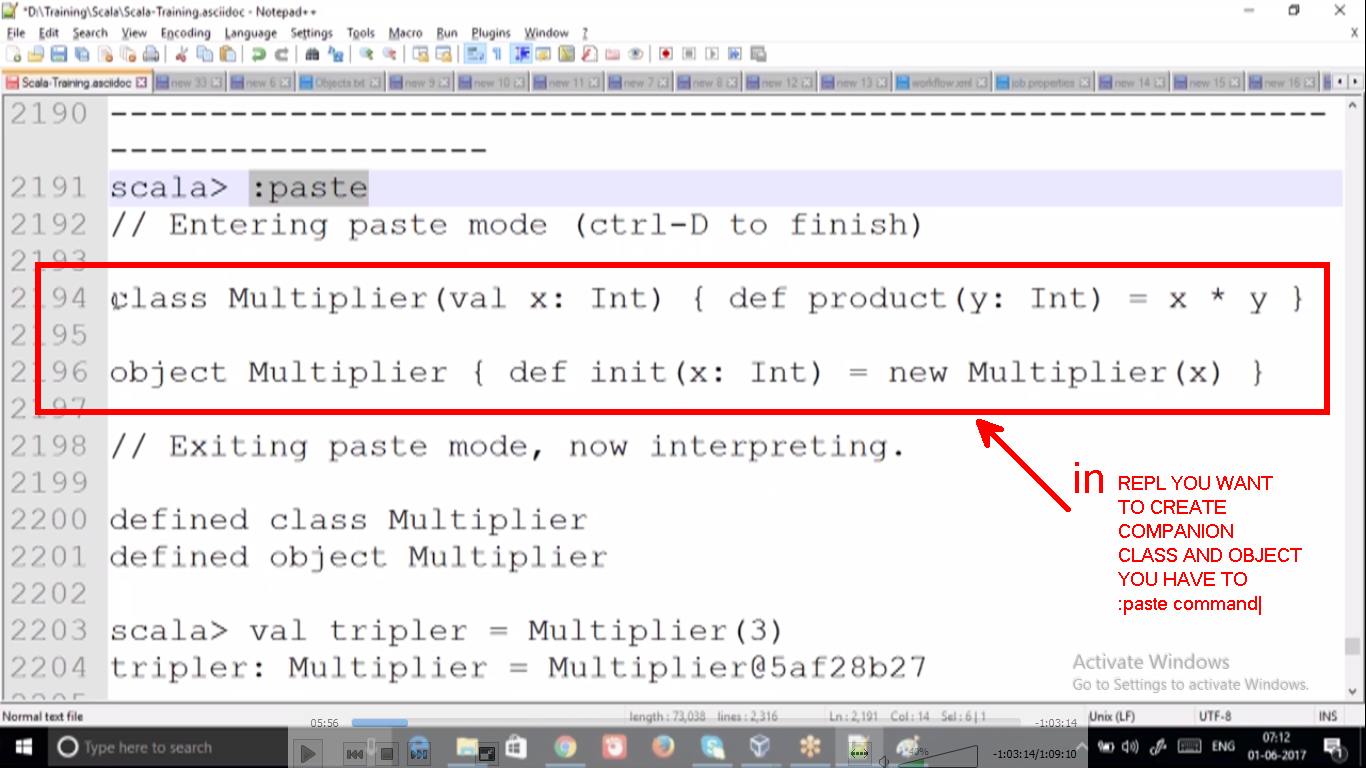 *D:\Training\Scala\Scala-Training.asciidoc - Notepad++
File Edit Search View Encoding Language Settings Tools Macro Run Plugins Window ? X
Scala-Training.asciidoc new 33 new 6 Objects.txt new 9 new 10 new 11 new 7 new 8 new 12 new 13 workflow.xml job.properties new 14 new 15 new 16
2190 --------------------------------------------------------------
-------------------
2191 scala> :paste
2192 // Entering paste mode (ctrl-D to finish)
2193
2194 class Multiplier(val x: Int) { def product(y: Int) = x * y }
2195
2196 object Multiplier { def init(x: Int) = new Multiplier(x) }
2197
2198 // Exiting paste mode, now interpreting.
2199
2200 defined class Multiplier
2201 defined object Multiplier
2202
2203 scala> val tripler = Multiplier(3)
2204 tripler: Multiplier = Multiplier@5af28b27
2205
in REPL YOU WANT
TO CREATE
COMPANION
CLASS AND OBJECT
YOU HAVE TO
:paste command
Activate Windows
Go to Settings to activate Windows.
Normal text file length : 73,038 lines : 2,316 Ln : 2,191 Col : 14 Sel : 6 | 1 Unix (LF) UTF-8 INS
05:56 -1:03:14
Type here to search
-1:03:14/1:09:10
ENG
07:12
01-06-2017